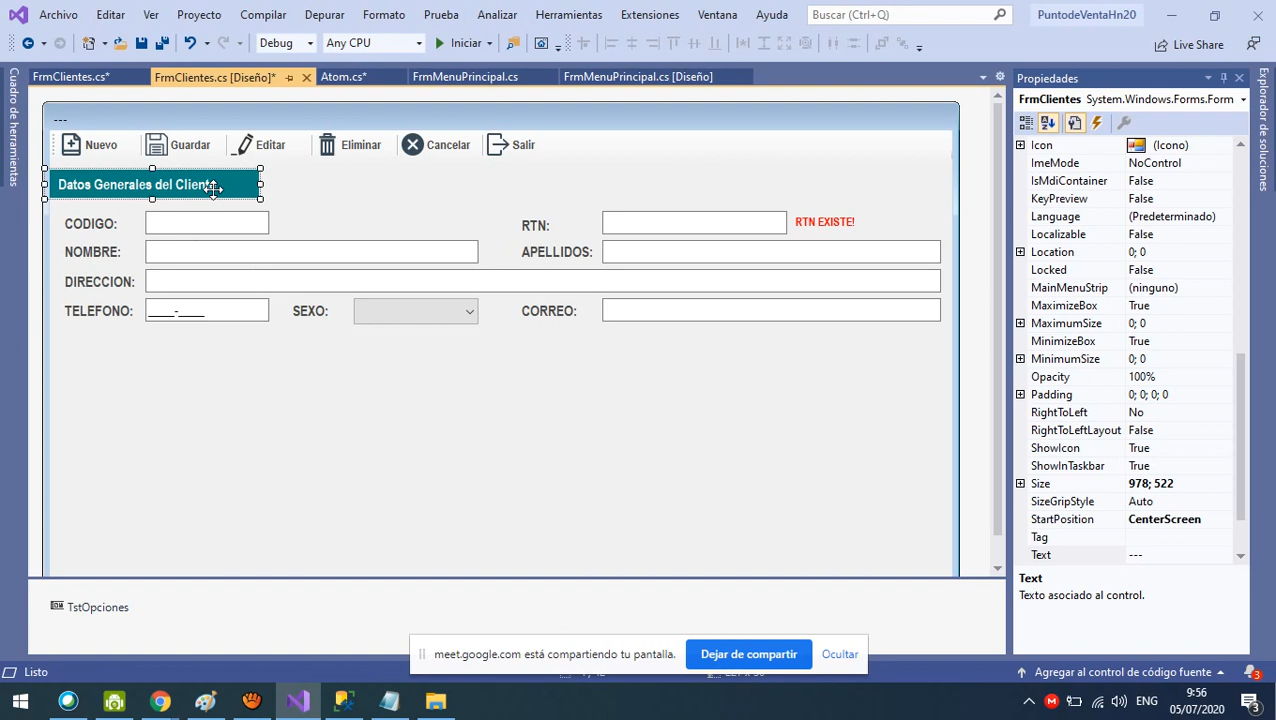 Archivo Editar Ver Proyecto Compilar Depurar Formato Prueba Analizar Herramientas Extensiones Ventana Ayuda Buscar (Ctrl+Q) PuntodeVentaHn20
Debug Any CPU Iniciar Live Share
FrmClientes.cs* FrmClientes.cs [Diseño]* Atom.cs* FrmMenuPrincipal.cs FrmMenuPrincipal.cs [Diseño]
Cuadro de herramientas
---
Nuevo Guardar Editar Eliminar Cancelar Salir
Datos Generales del Cliente
CODIGO: RTN: RTN EXISTE!
NOMBRE: APELLIDOS:
DIRECCION:
TELEFONO: ____-____ SEXO: CORREO:
TstOpciones
Propiedades
FrmClientes System.Windows.Forms.Form
Icon (Icono)
ImeMode NoControl
IsMdiContainer False
KeyPreview False
Language (Predeterminado)
Localizable False
Location 0; 0
Locked False
MainMenuStrip (ninguno)
MaximizeBox True
MaximumSize 0; 0
MinimizeBox True
MinimumSize 0; 0
Opacity 100%
Padding 0; 0; 0; 0
RightToLeft No
RightToLeftLayout False
ShowIcon True
ShowInTaskbar True
Size 978; 522
SizeGripStyle Auto
StartPosition CenterScreen
Tag
Text ---
Text
Texto asociado al control.
Explorador de soluciones
meet.google.com está compartiendo tu pantalla. Dejar de compartir Ocultar
Listo Agregar al control de código fuente 3
ENG 9:56
05/07/2020 3